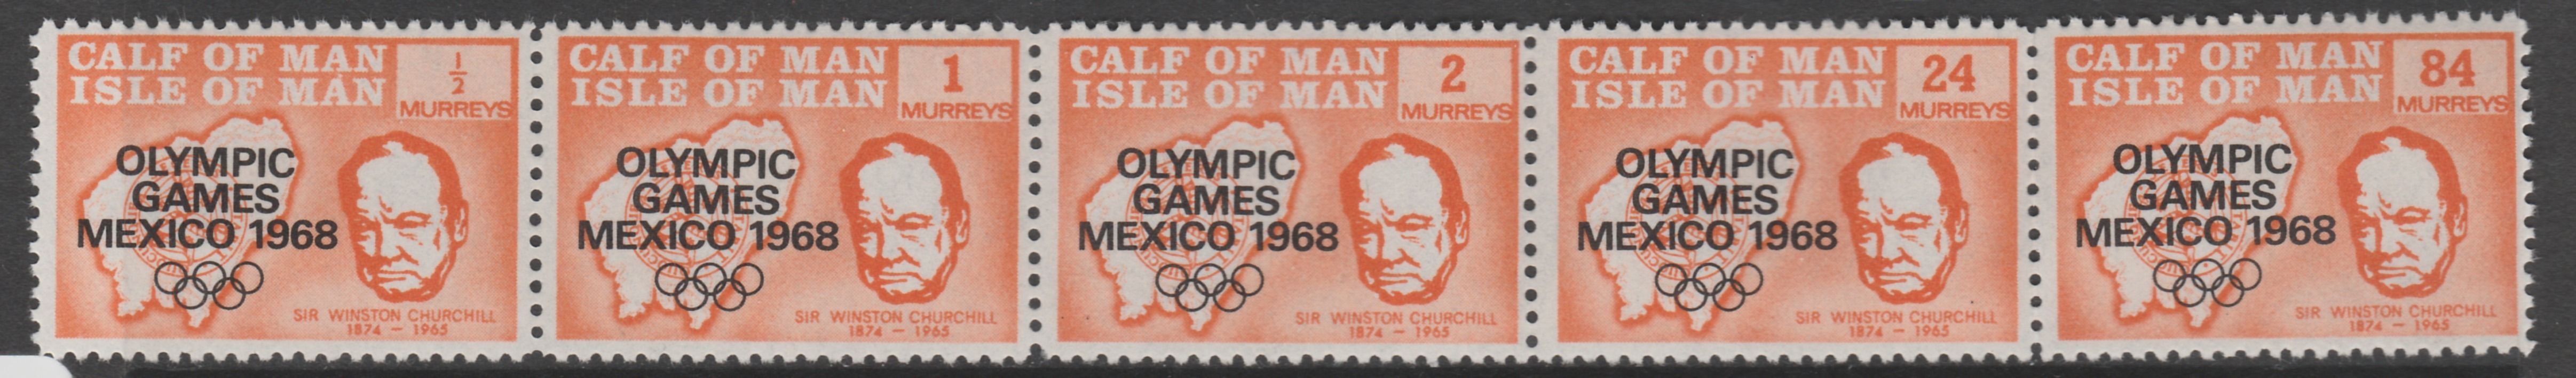 CALF OF MAN
ISLE OF MAN
½
MURREYS
OLYMPIC
GAMES
MEXICO 1968
SIR WINSTON CHURCHILL
1874 – 1965
CALF OF MAN
ISLE OF MAN
1
MURREYS
OLYMPIC
GAMES
MEXICO 1968
SIR WINSTON CHURCHILL
1874 – 1965
CALF OF MAN
ISLE OF MAN
2
MURREYS
OLYMPIC
GAMES
MEXICO 1968
SIR WINSTON CHURCHILL
1874 – 1965
CALF OF MAN
ISLE OF MAN
24
MURREYS
OLYMPIC
GAMES
MEXICO 1968
SIR WINSTON CHURCHILL
1874 – 1965
CALF OF MAN
ISLE OF MAN
84
MURREYS
OLYMPIC
GAMES
MEXICO 1968
SIR WINSTON CHURCHILL
1874 – 1965